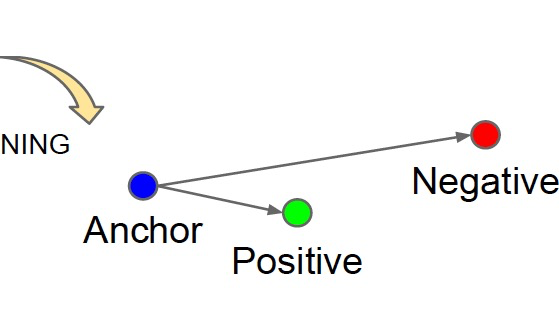 NING
Negative
Anchor
Positive